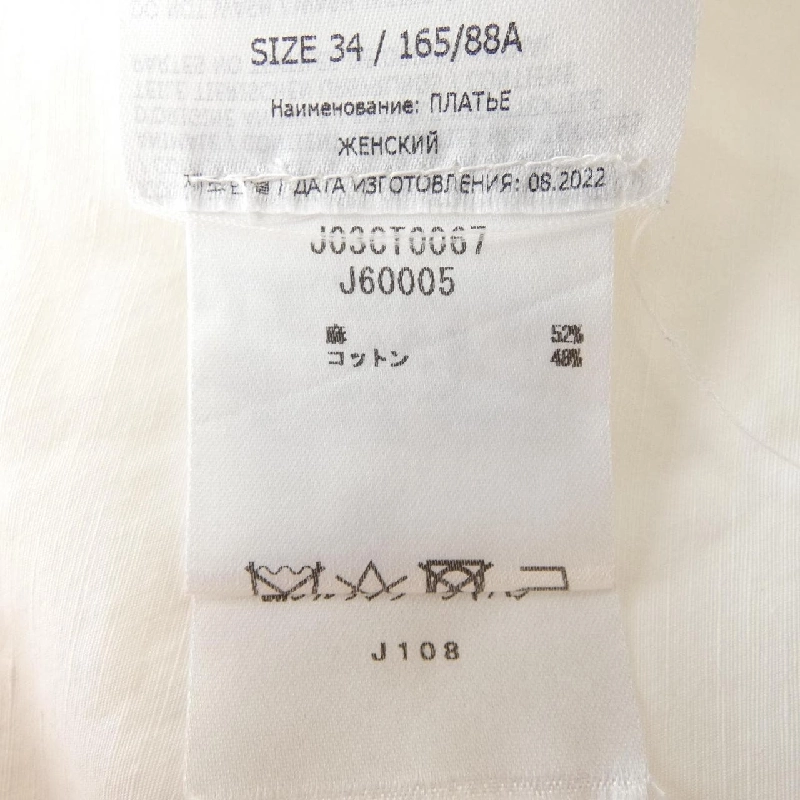 SIZE 34 / 165/88A
Наименование: ПЛАТЬЕ
ЖЕНСКИЙ
ДАТА ИЗГОТОВЛЕНИЯ: 08.2022
J03CT0067
J60005
麻 52%
コットン 48%
J108